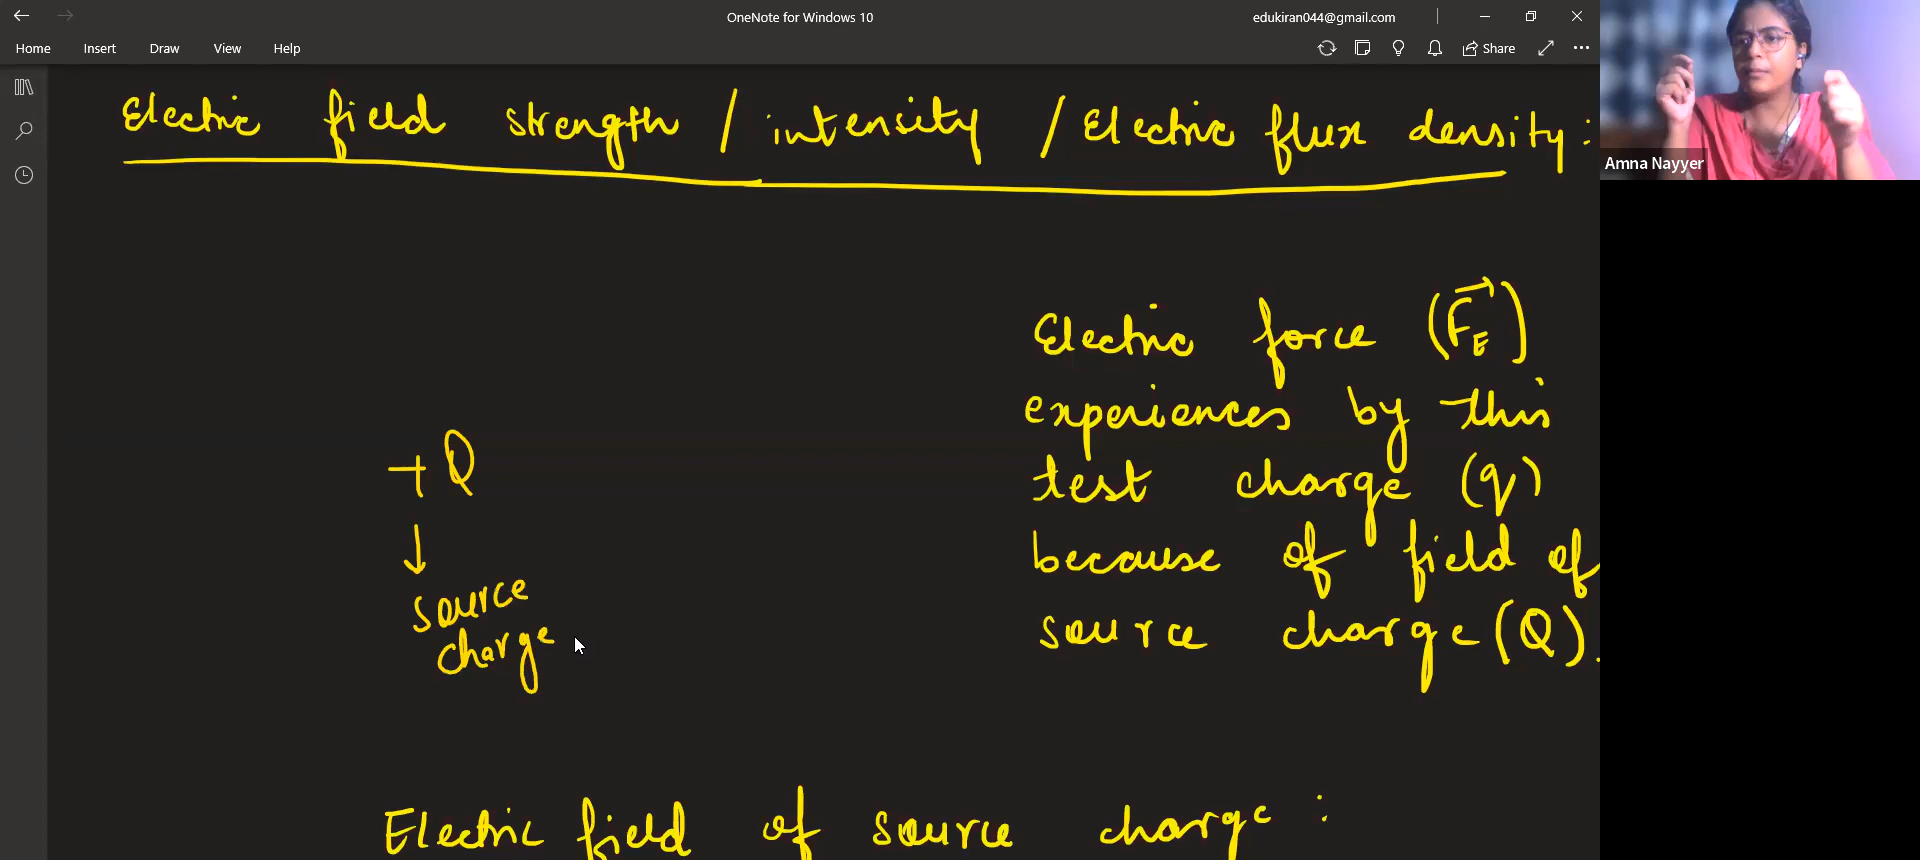 OneNote for Windows 10
edukiran044@gmail.com
Home Insert Draw View Help
Share
Electric field strength / intensity / Electric flux density:
Amna Nayyer
Electric force (F_E)
experiences by this
test charge (q)
because of field of
source charge (Q).
+ Q
↓
source
charge
Electric field of source charge :